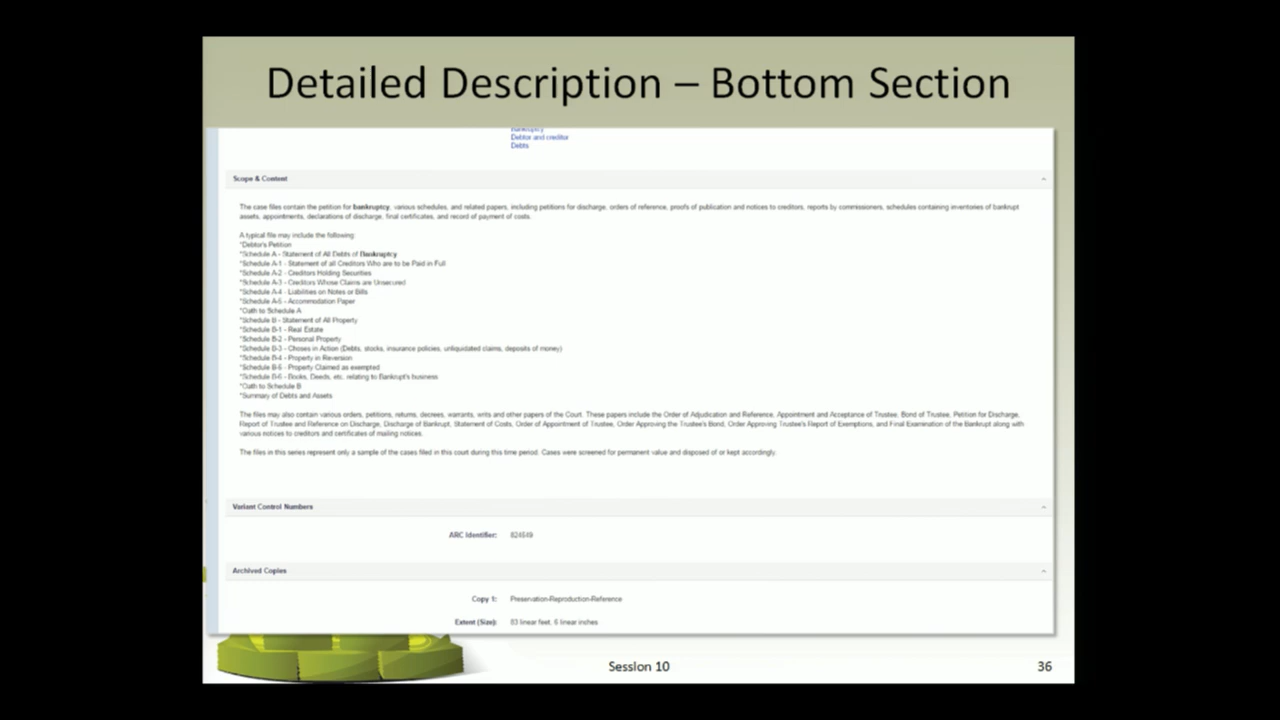 Detailed Description – Bottom Section
Bankruptcy
Debtor and creditor
Debts
Scope & Content
The case files contain the petition for bankruptcy, various schedules, and related papers, including petitions for discharge, orders of reference, proofs of publication and notices to creditors, reports by commissioners, schedules containing inventories of bankrupt
assets, appointments, declarations of discharge, final certificates, and record of payment of costs.
A typical file may include the following:
*Debtor's Petition
*Schedule A - Statement of All Debts of Bankruptcy
*Schedule A-1 - Statement of all Creditors Who are to be Paid in Full
*Schedule A-2 - Creditors Holding Securities
*Schedule A-3 - Creditors Whose Claims are Unsecured
*Schedule A-4 - Liabilities on Notes or Bills
*Schedule A-5 - Accommodation Paper
*Oath to Schedule A
*Schedule B - Statement of All Property
*Schedule B-1 - Real Estate
*Schedule B-2 - Personal Property
*Schedule B-3 - Choses in Action (Debts, stocks, insurance policies, unliquidated claims, deposits of money)
*Schedule B-4 - Property in Reversion
*Schedule B-5 - Property Claimed as exempted
*Schedule B-6 - Books, Deeds, etc. relating to Bankrupt's business
*Oath to Schedule B
*Summary of Debts and Assets
The files may also contain various orders, petitions, returns, decrees, warrants, writs and other papers of the Court. These papers include the Order of Adjudication and Reference, Appointment and Acceptance of Trustee, Bond of Trustee, Petition for Discharge,
Report of Trustee and Reference on Discharge, Discharge of Bankrupt, Statement of Costs, Order of Appointment of Trustee, Order Approving the Trustee's Bond, Order Approving Trustee's Report of Exemptions, and Final Examination of the Bankrupt along with
various notices to creditors and certificates of mailing notices.
The files in this series represent only a sample of the cases filed in this court during this time period. Cases were screened for permanent value and disposed of or kept accordingly.
Variant Control Numbers
ARC Identifier: 824649
Archived Copies
Copy 1: Preservation-Reproduction-Reference
Extent (Size): 83 linear feet, 6 linear inches
Session 10
36